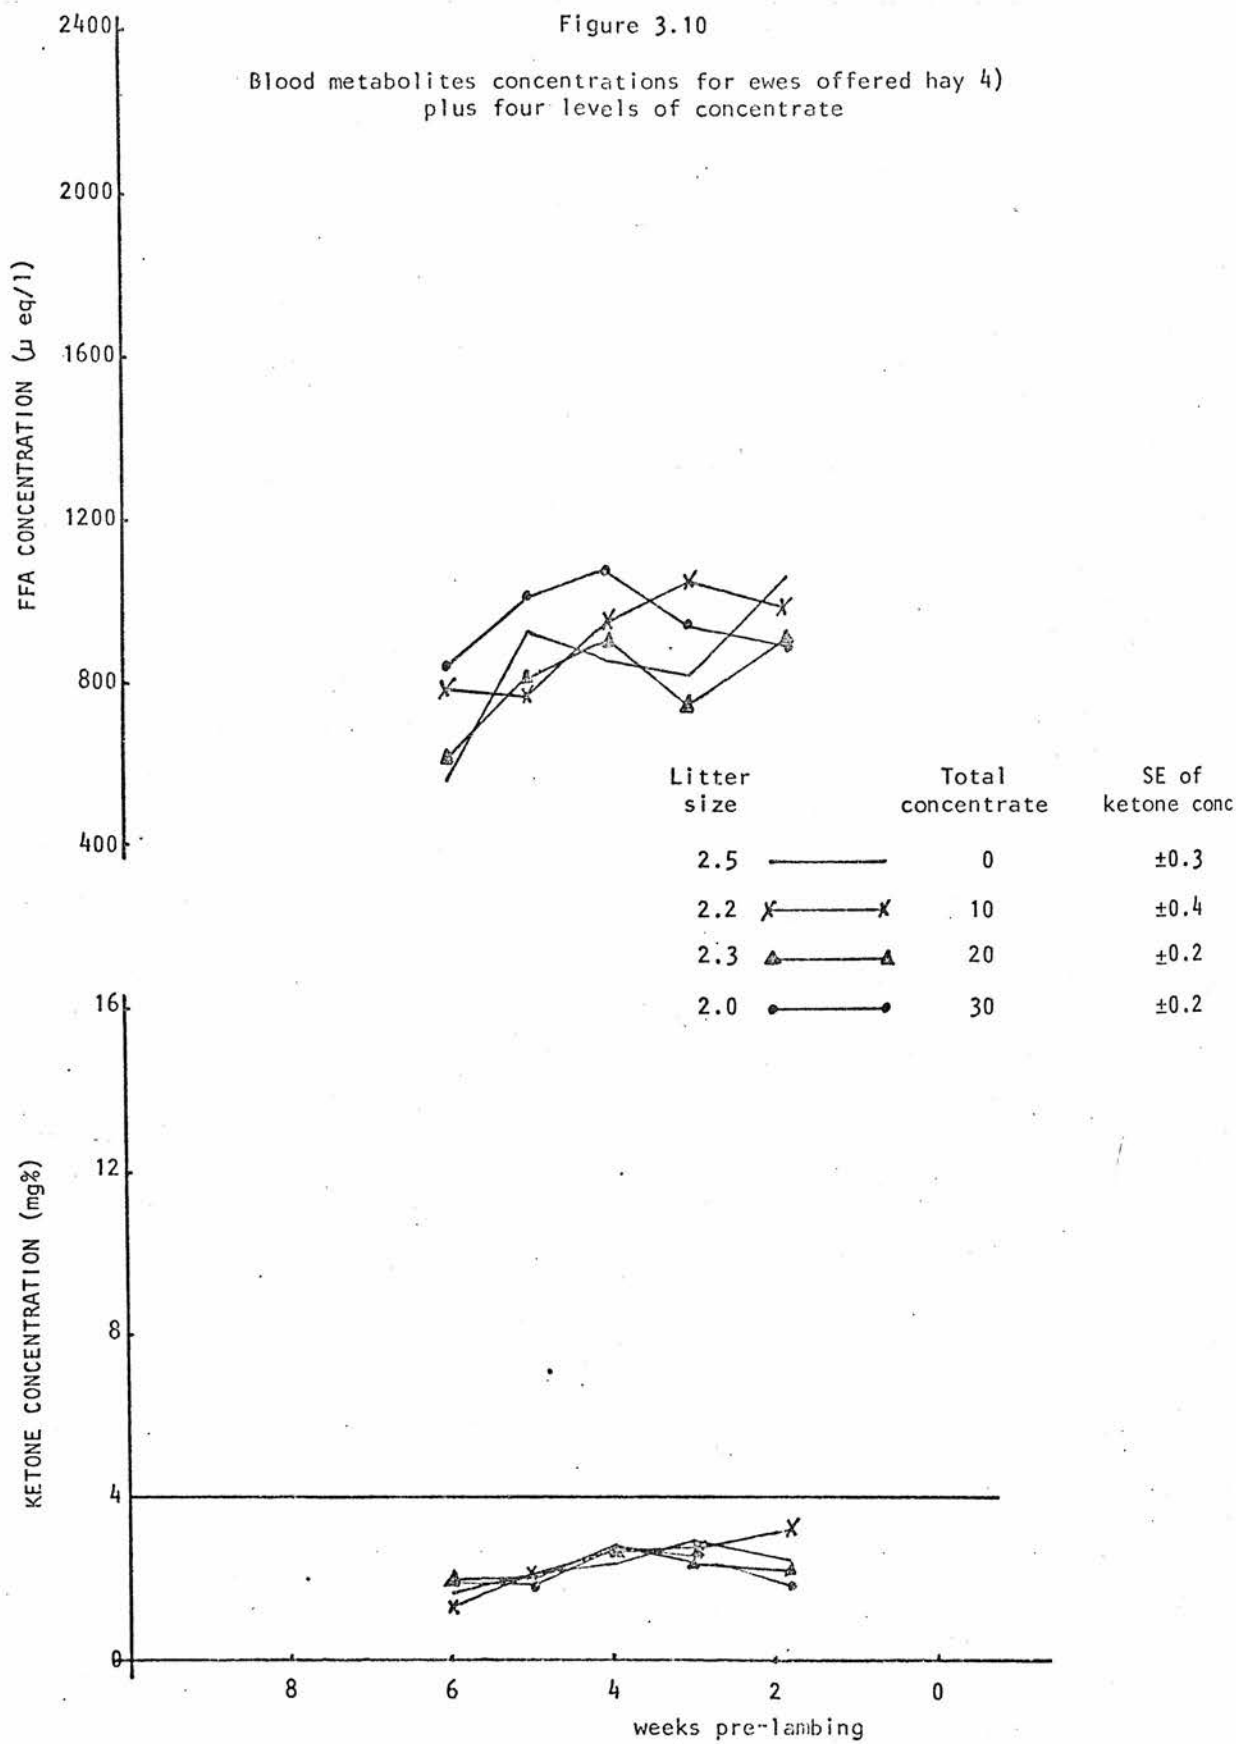 Figure 3.10
Blood metabolites concentrations for ewes offered hay 4)
plus four levels of concentrate
FFA CONCENTRATION (µ eq/l)
2400
2000
1600
1200
800
400
Litter size
Total concentrate
SE of ketone conc
2.5 0 ±0.3
2.2 10 ±0.4
2.3 20 ±0.2
2.0 30 ±0.2
KETONE CONCENTRATION (mg%)
16
12
8
4
0
8 6 4 2 0
weeks pre-lambing